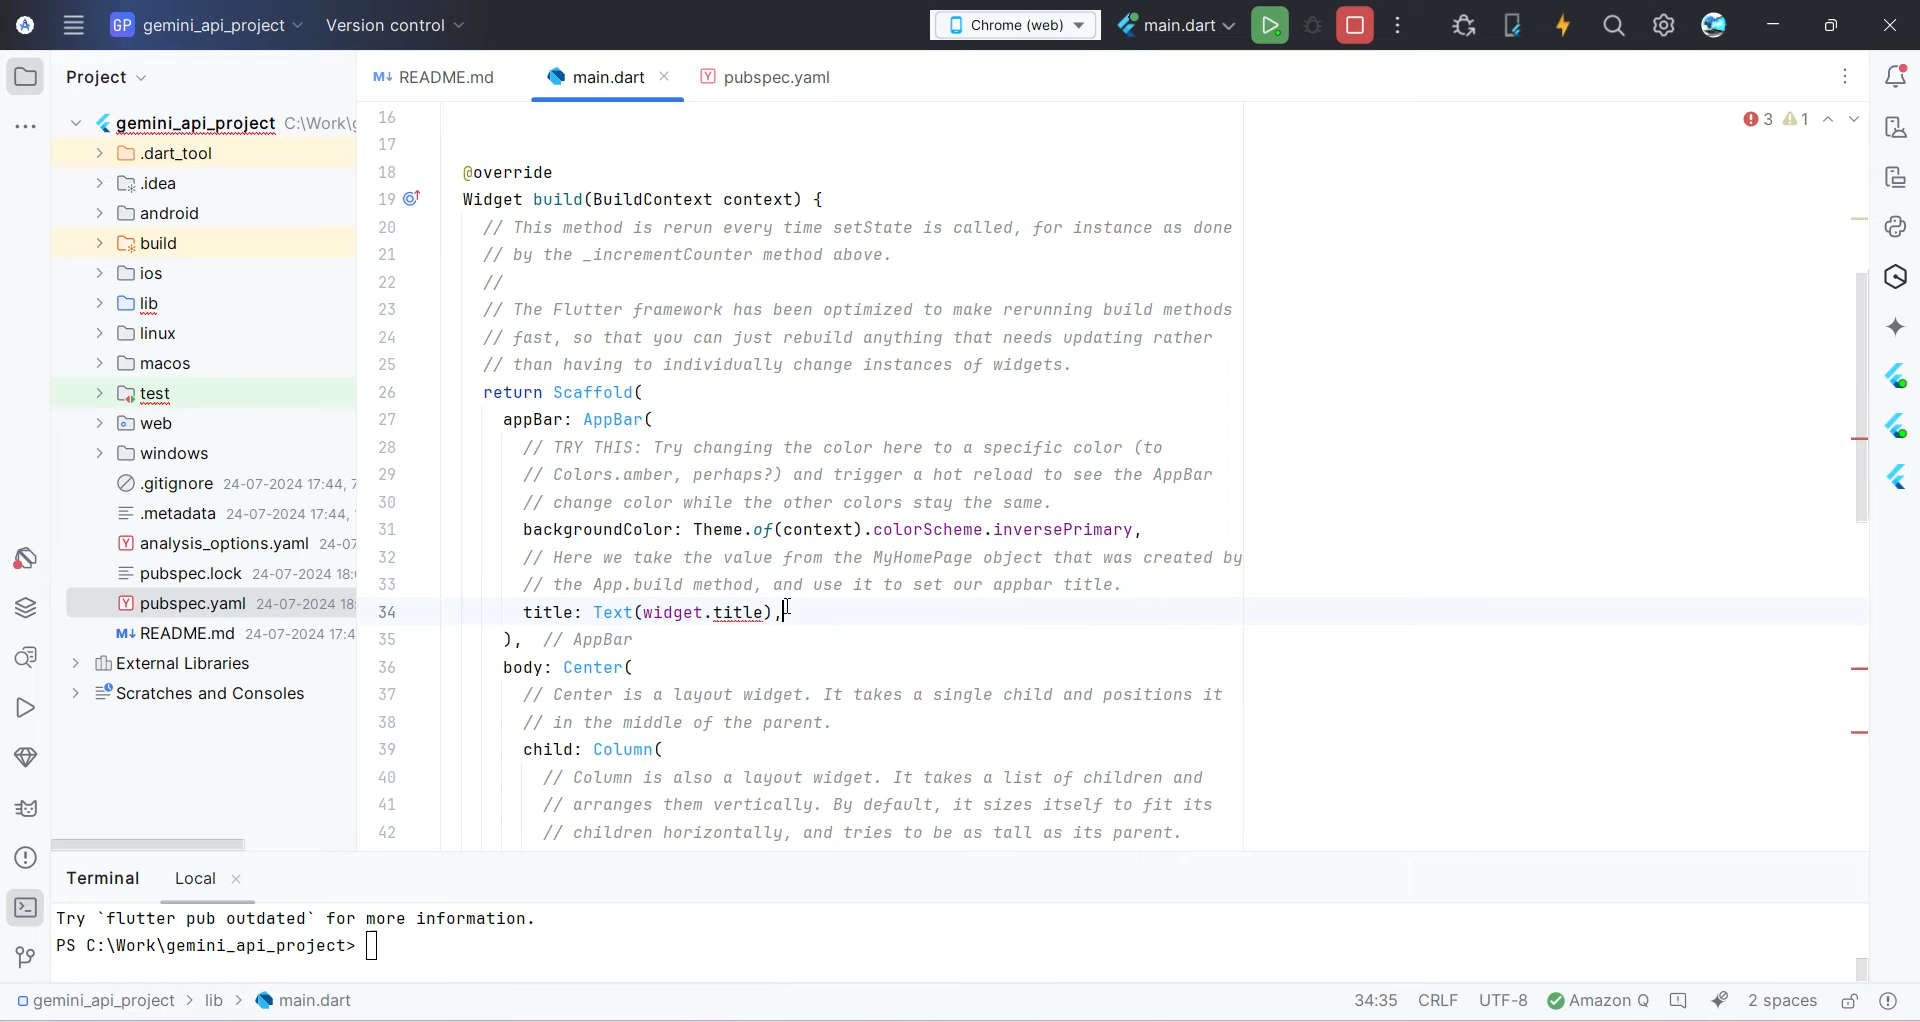 GP gemini_api_project Version control Chrome (web) main.dart
Project README.md main.dart pubspec.yaml
gemini_api_project C:\Work\g
.dart_tool
.idea
android
build
ios
lib
linux
macos
test
web
windows
.gitignore 24-07-2024 17:44, 7
.metadata 24-07-2024 17:44,
analysis_options.yaml 24-07
pubspec.lock 24-07-2024 18:
pubspec.yaml 24-07-2024 18:
README.md 24-07-2024 17:4
External Libraries
Scratches and Consoles
3 1
16
17
18 @override
19 Widget build(BuildContext context) {
20 // This method is rerun every time setState is called, for instance as done
21 // by the _incrementCounter method above.
22 //
23 // The Flutter framework has been optimized to make rerunning build methods
24 // fast, so that you can just rebuild anything that needs updating rather
25 // than having to individually change instances of widgets.
26 return Scaffold(
27 appBar: AppBar(
28 // TRY THIS: Try changing the color here to a specific color (to
29 // Colors.amber, perhaps?) and trigger a hot reload to see the AppBar
30 // change color while the other colors stay the same.
31 backgroundColor: Theme.of(context).colorScheme.inversePrimary,
32 // Here we take the value from the MyHomePage object that was created by
33 // the App.build method, and use it to set our appbar title.
34 title: Text(widget.title),
35 ), // AppBar
36 body: Center(
37 // Center is a layout widget. It takes a single child and positions it
38 // in the middle of the parent.
39 child: Column(
40 // Column is also a layout widget. It takes a list of children and
41 // arranges them vertically. By default, it sizes itself to fit its
42 // children horizontally, and tries to be as tall as its parent.
Terminal Local
Try `flutter pub outdated` for more information.
PS C:\Work\gemini_api_project>
gemini_api_project > lib > main.dart 34:35 CRLF UTF-8 Amazon Q 2 spaces